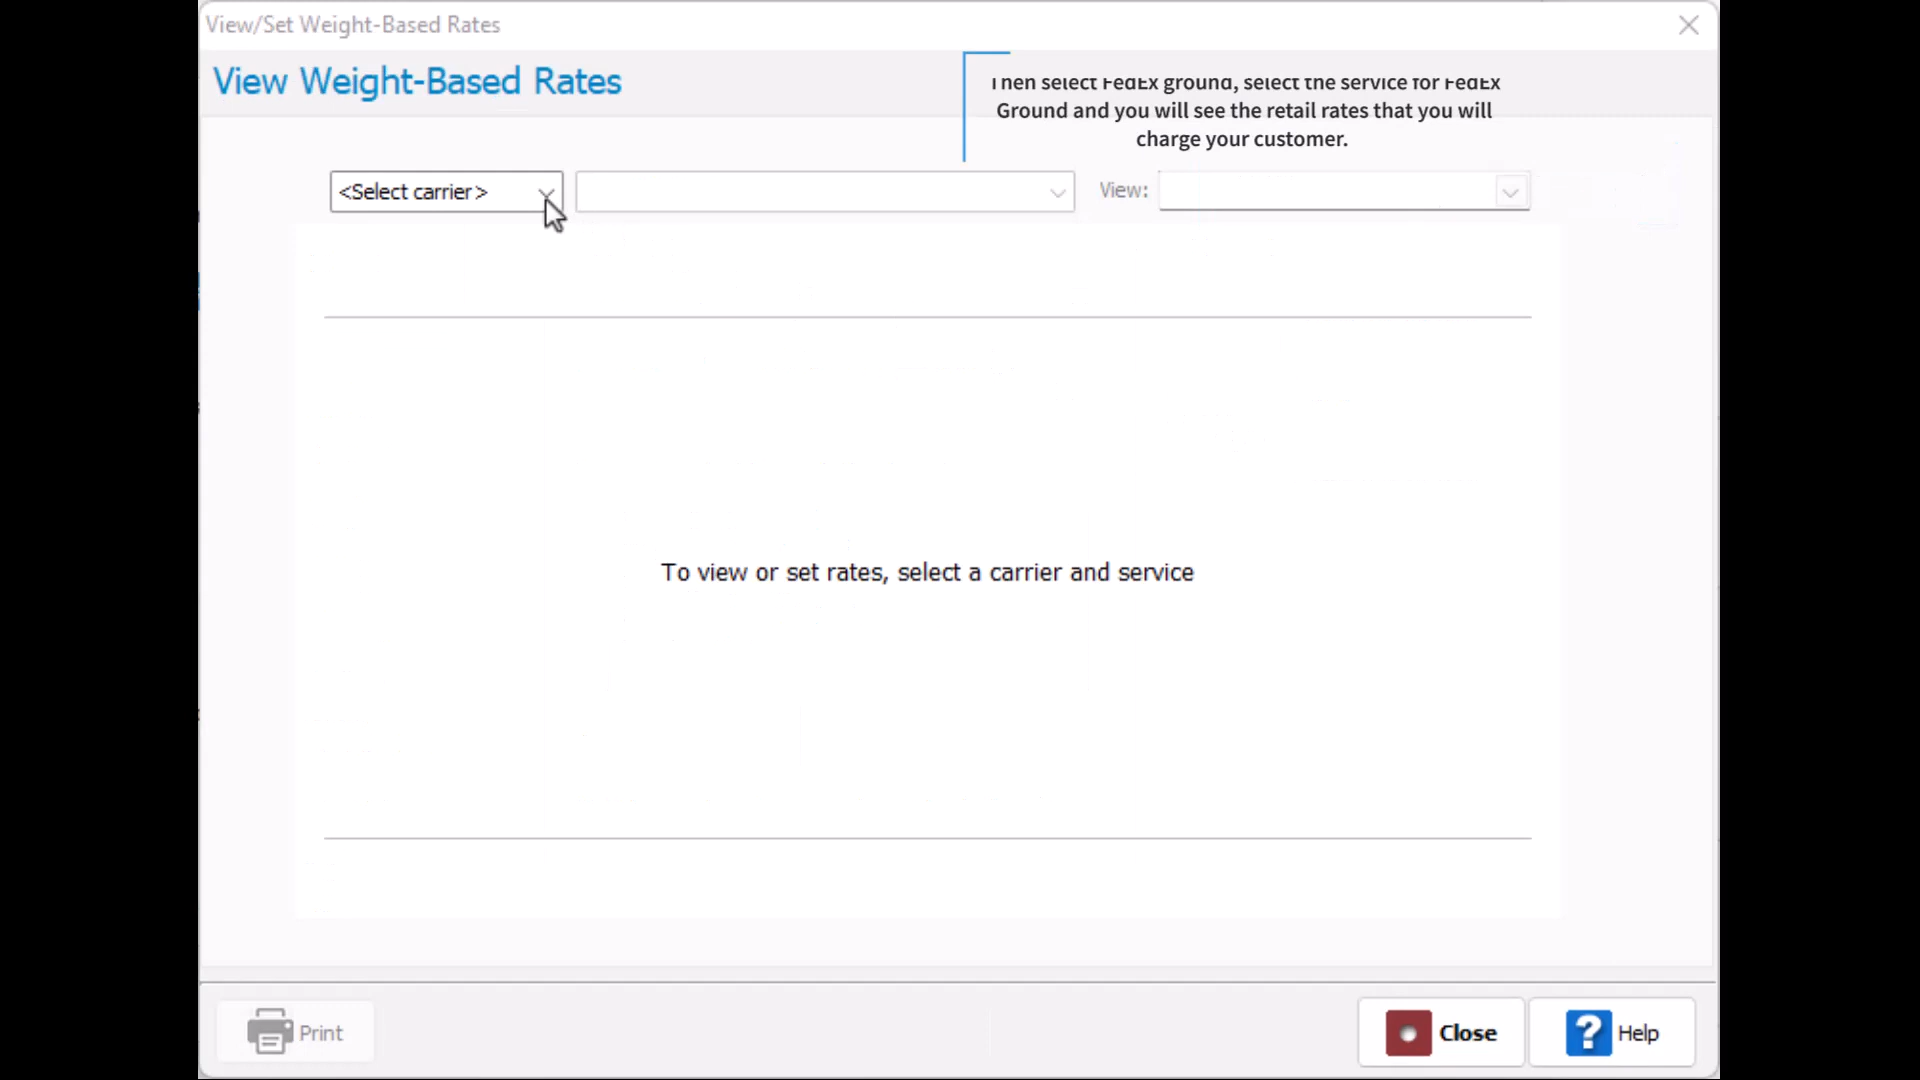 View/Set Weight-Based Rates
View Weight-Based Rates
Then select FedEx ground, select the service for FedEx
Ground and you will see the retail rates that you will
charge your customer.
<Select carrier>
View:
To view or set rates, select a carrier and service
Print
Close
Help